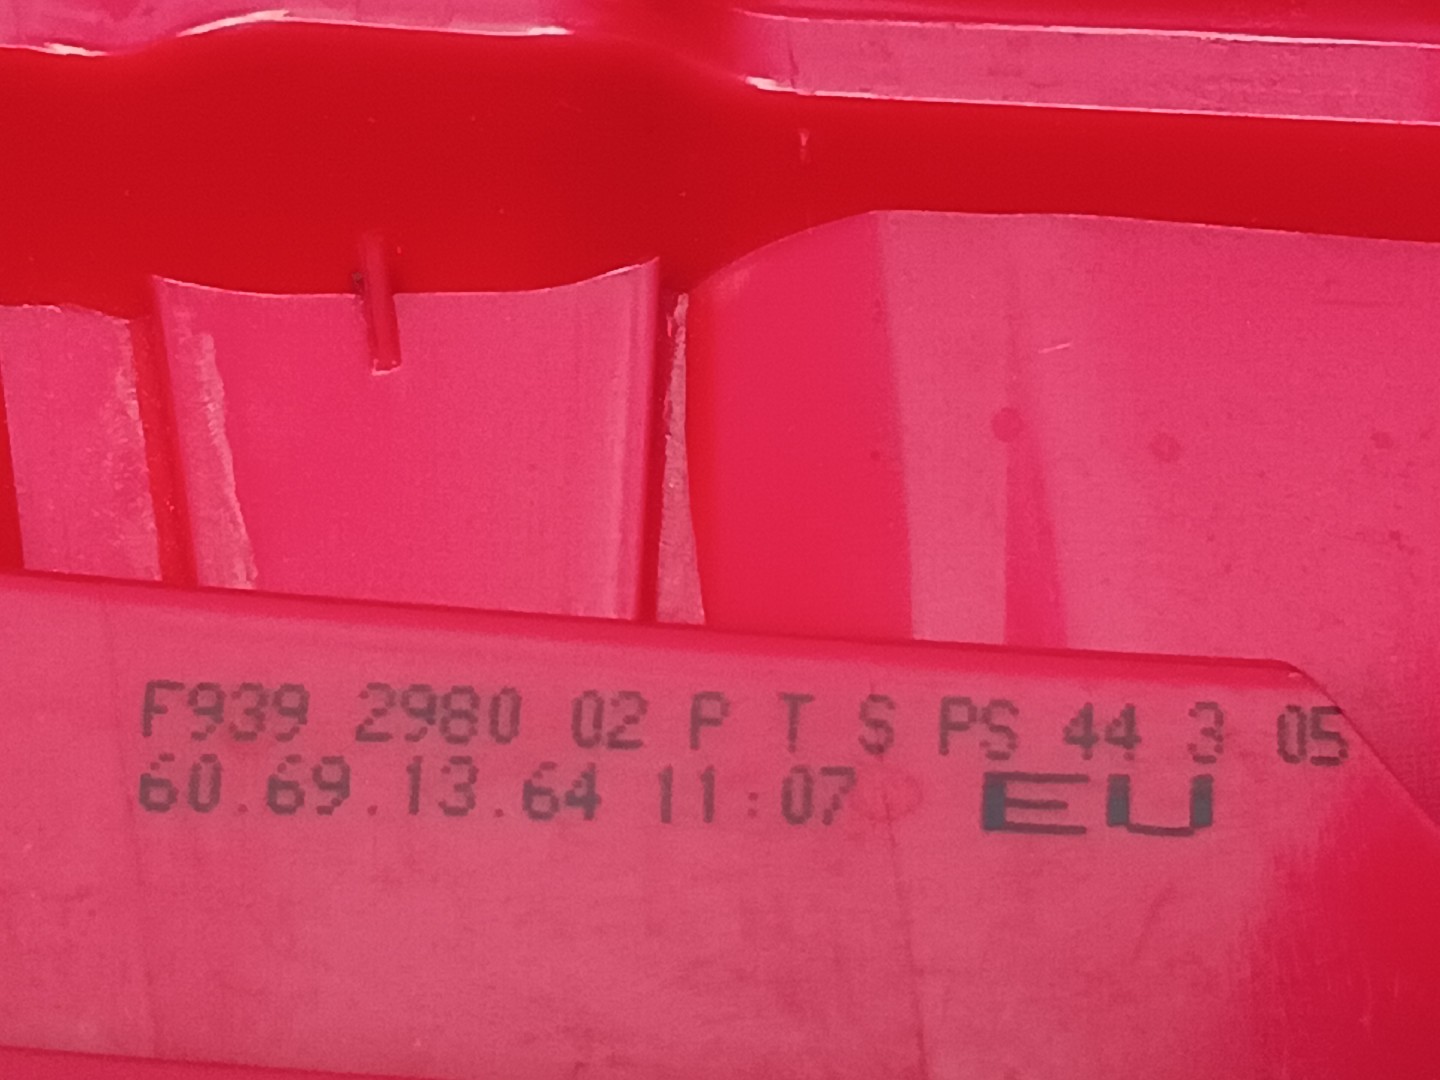 F939 2980 02 P T S PS 44 3 05
60.69.13.64 11:07 EU